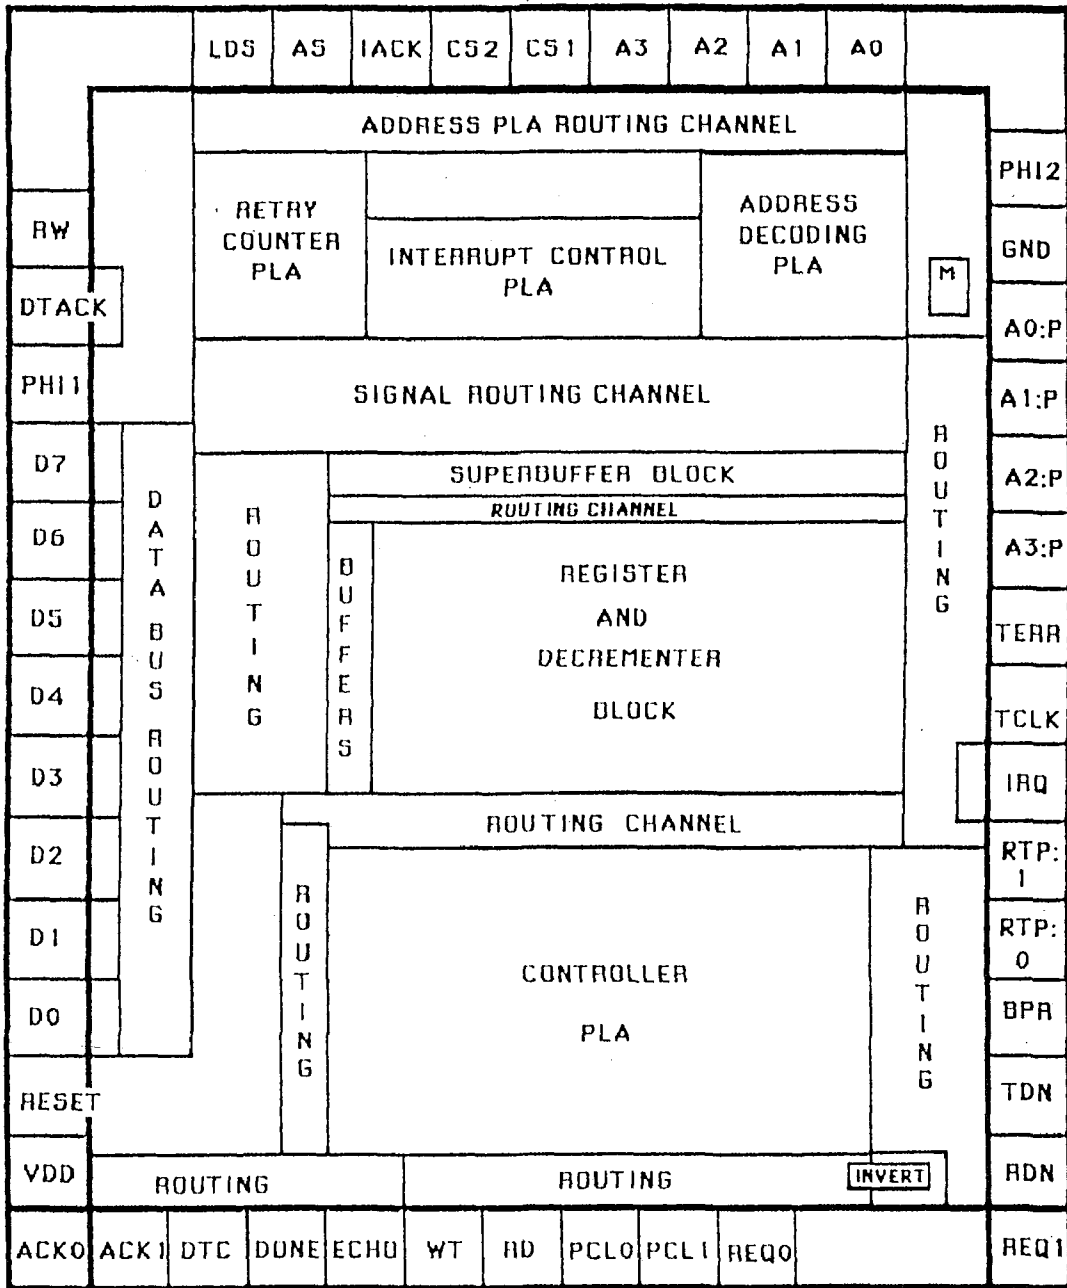 LDS AS IACK CS2 CS1 A3 A2 A1 A0
ADDRESS PLA ROUTING CHANNEL
RETRY
COUNTER
PLA
INTERRUPT CONTROL
PLA
ADDRESS
DECODING
PLA
M
SIGNAL ROUTING CHANNEL
SUPERBUFFER BLOCK
ROUTING CHANNEL
ROUTING
BUFFERS
REGISTER
AND
DECREMENTER
BLOCK
ROUTING
DATA BUS ROUTING
ROUTING CHANNEL
ROUTING
CONTROLLER
PLA
ROUTING
ROUTING
ROUTING
INVERT
RW
DTACK
PHI1
D7
D6
D5
D4
D3
D2
D1
D0
RESET
VDD
PHI2
GND
A0:P
A1:P
A2:P
A3:P
TERR
TCLK
IRQ
RTP:
1
RTP:
0
BPR
TDN
RDN
ACK0 ACK1 DTC DONE ECHO WT RD PCL0 PCL1 REQ0 REQ1